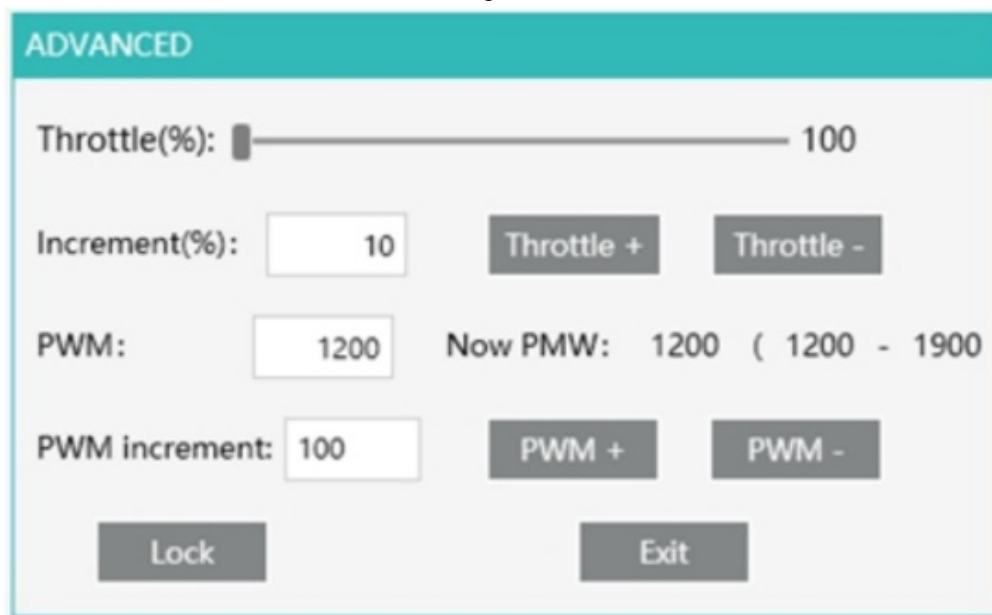 ADVANCED
Throttle(%): 100
Increment(%): 10 Throttle + Throttle -
PWM: 1200 Now PMW: 1200 ( 1200 - 1900
PWM increment: 100 PWM + PWM -
Lock Exit